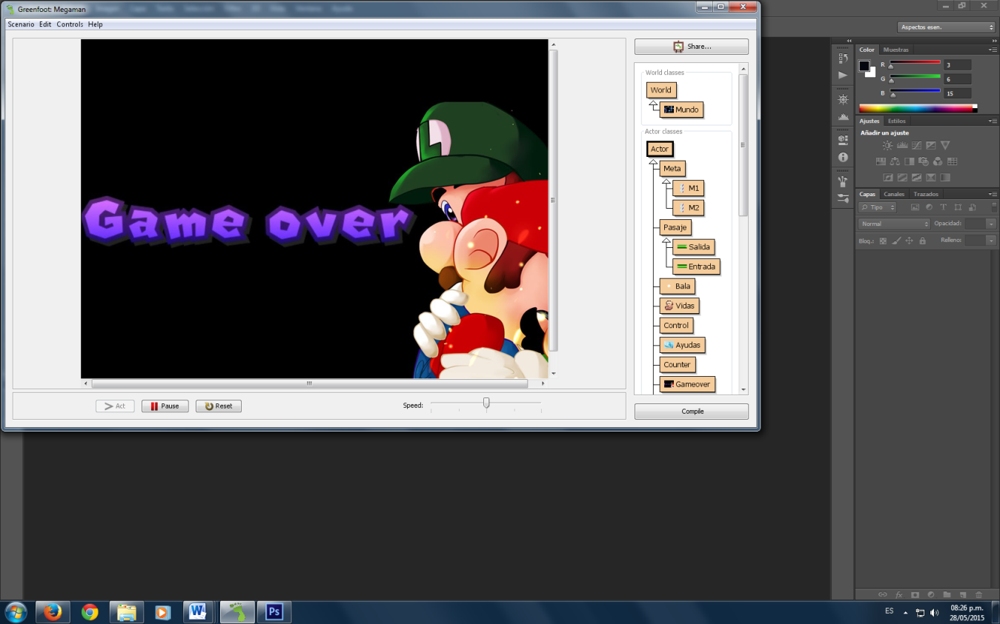 Greenfoot: Megaman
Scenario Edit Controls Help
Game over
Share...
World classes
World
Mundo
Actor classes
Actor
Meta
M1
M2
Pasaje
Salida
Entrada
Bala
Vidas
Control
Ayudas
Counter
Gameover
Act
Pause
Reset
Speed:
Compile
Aspectos esen.
Color Muestras
R 3
G 6
B 15
Ajustes Estilos
Añadir un ajuste
Capas Canales Trazados
Tipo
Normal Opacidad:
Bloq.: Relleno:
fx
W
Ps
ES
08:26 p.m.
28/05/2015